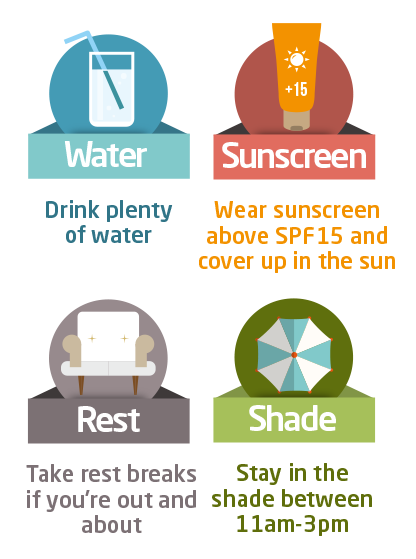 +15
Water
Sunscreen
Drink plenty
of water
Wear sunscreen
above SPF15 and
cover up in the sun
Rest
Shade
Take rest breaks
if you're out and
about
Stay in the
shade between
11am-3pm